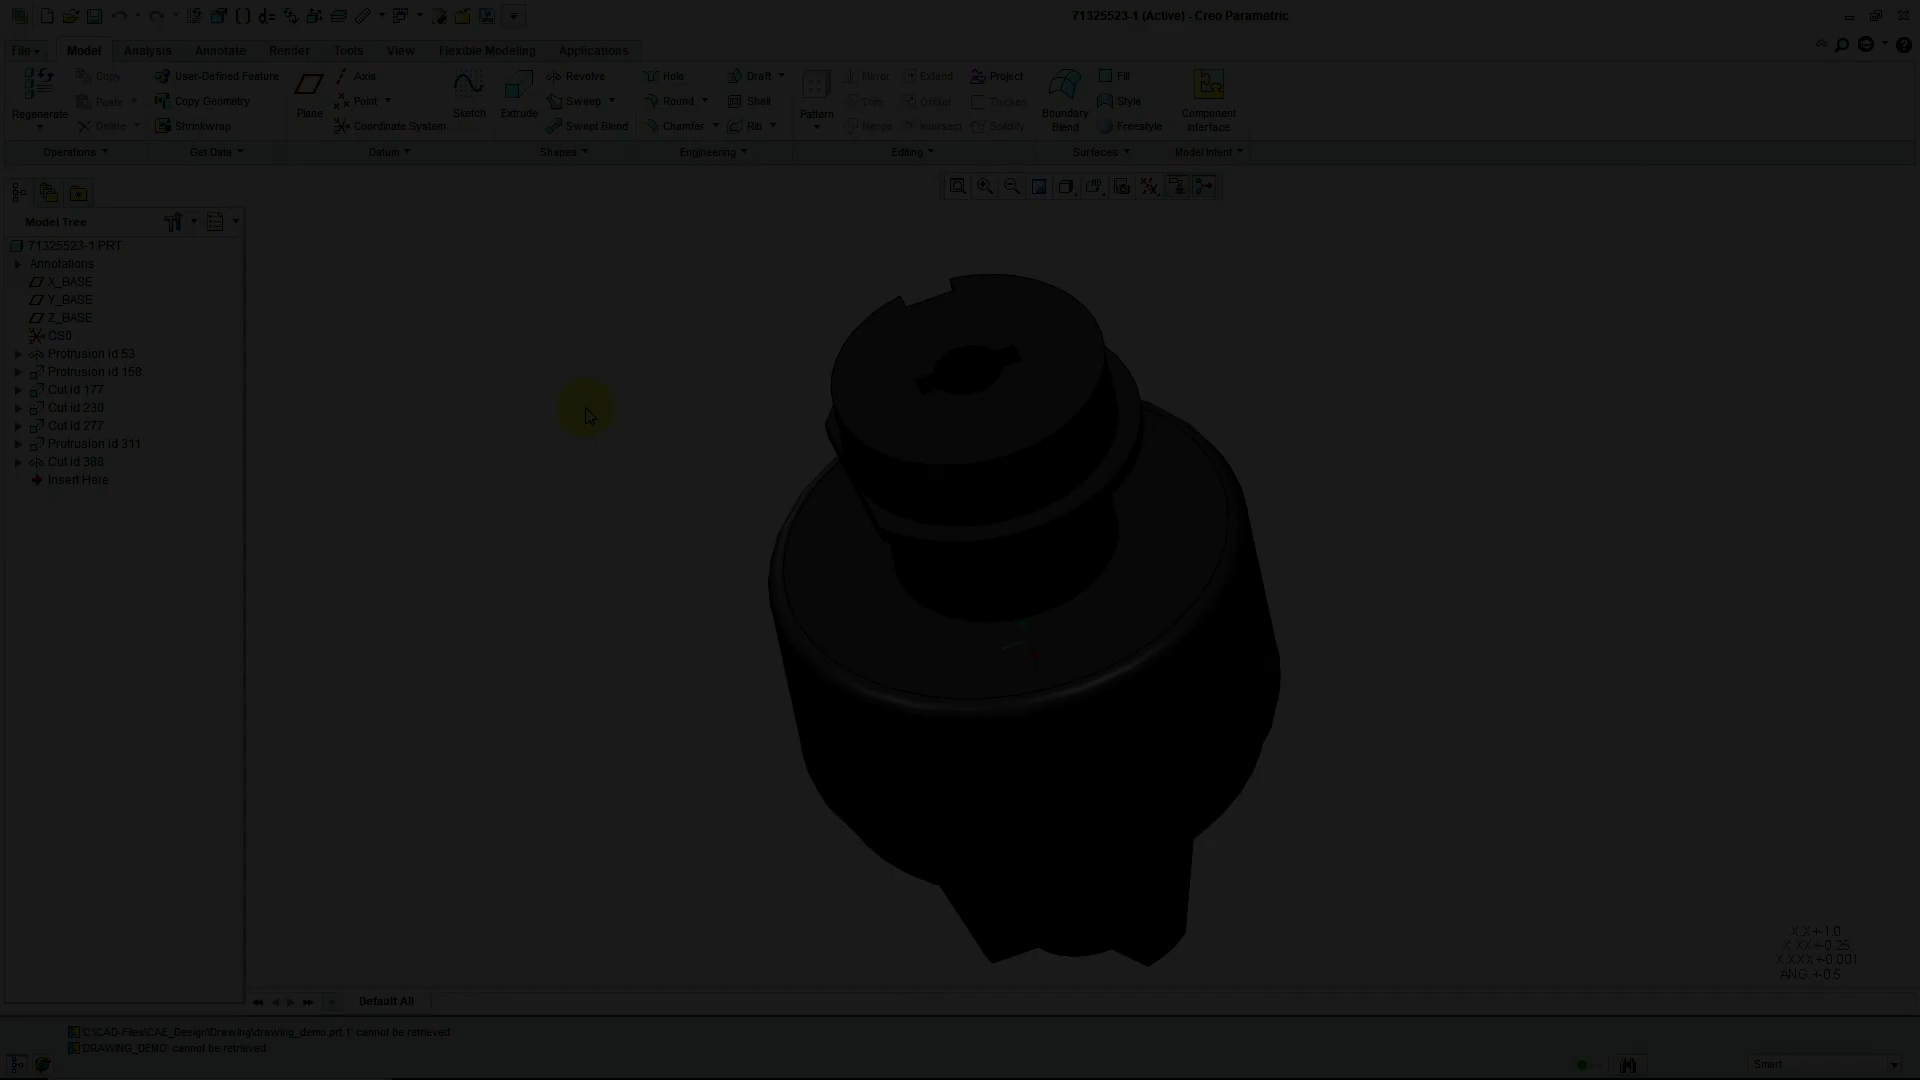 71325523-1 (Active) - Creo Parametric
File Model Analysis Annotate Render Tools View Flexible Modeling Applications
Regenerate
Copy
Paste
Delete
Operations
User-Defined Feature
Copy Geometry
Shrinkwrap
Get Data
Plane
Axis
Point
Coordinate System
Datum
Sketch
Extrude
Revolve
Sweep
Swept Blend
Shapes
Hole
Round
Chamfer
Draft
Shell
Rib
Engineering
Pattern
Mirror
Trim
Merge
Extend
Offset
Intersect
Project
Thicken
Solidify
Editing
Boundary
Blend
Fill
Style
Freestyle
Surfaces
Component
Interface
Model Intent
Model Tree
71325523-1.PRT
Annotations
X_BASE
Y_BASE
Z_BASE
CS0
Protrusion id 53
Protrusion id 158
Cut id 177
Cut id 230
Cut id 277
Protrusion id 311
Cut id 388
Insert Here
X.X+-1.0
X.XX+-0.25
X.XXX+-0.001
ANG.+-0.5
Default All
'C:\CAD-Files\CAE_Design\Drawing\drawing_demo.prt.1' cannot be retrieved.
'DRAWING_DEMO' cannot be retrieved.
Smart